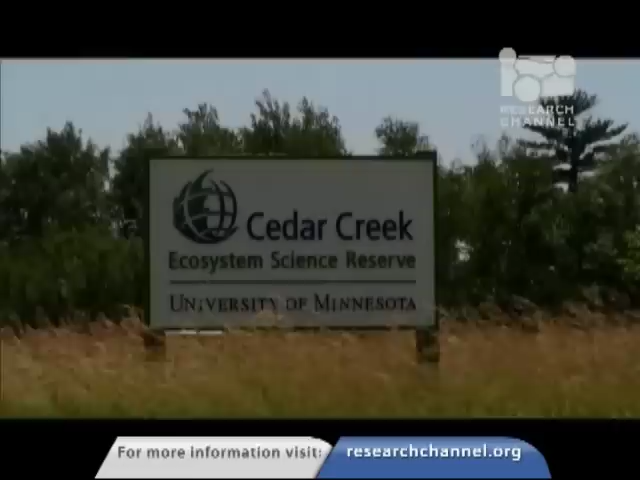 RESEARCH
CHANNEL
Cedar Creek
Ecosystem Science Reserve
UNIVERSITY OF MINNESOTA
For more information visit:
researchchannel.org